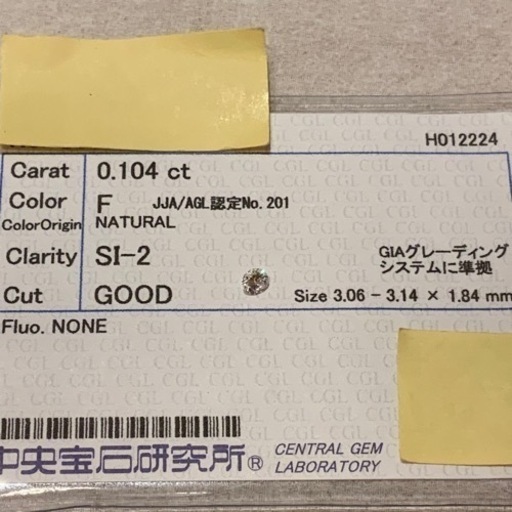 H012224
Carat 0.104 ct
Color F JJA/AGL認定No.201
ColorOrigin NATURAL
Clarity SI-2 GIAグレーディング
システムに準拠
Cut GOOD Size 3.06 - 3.14 × 1.84 mm
Fluo. NONE
中央宝石研究所® CENTRAL GEM
LABORATORY